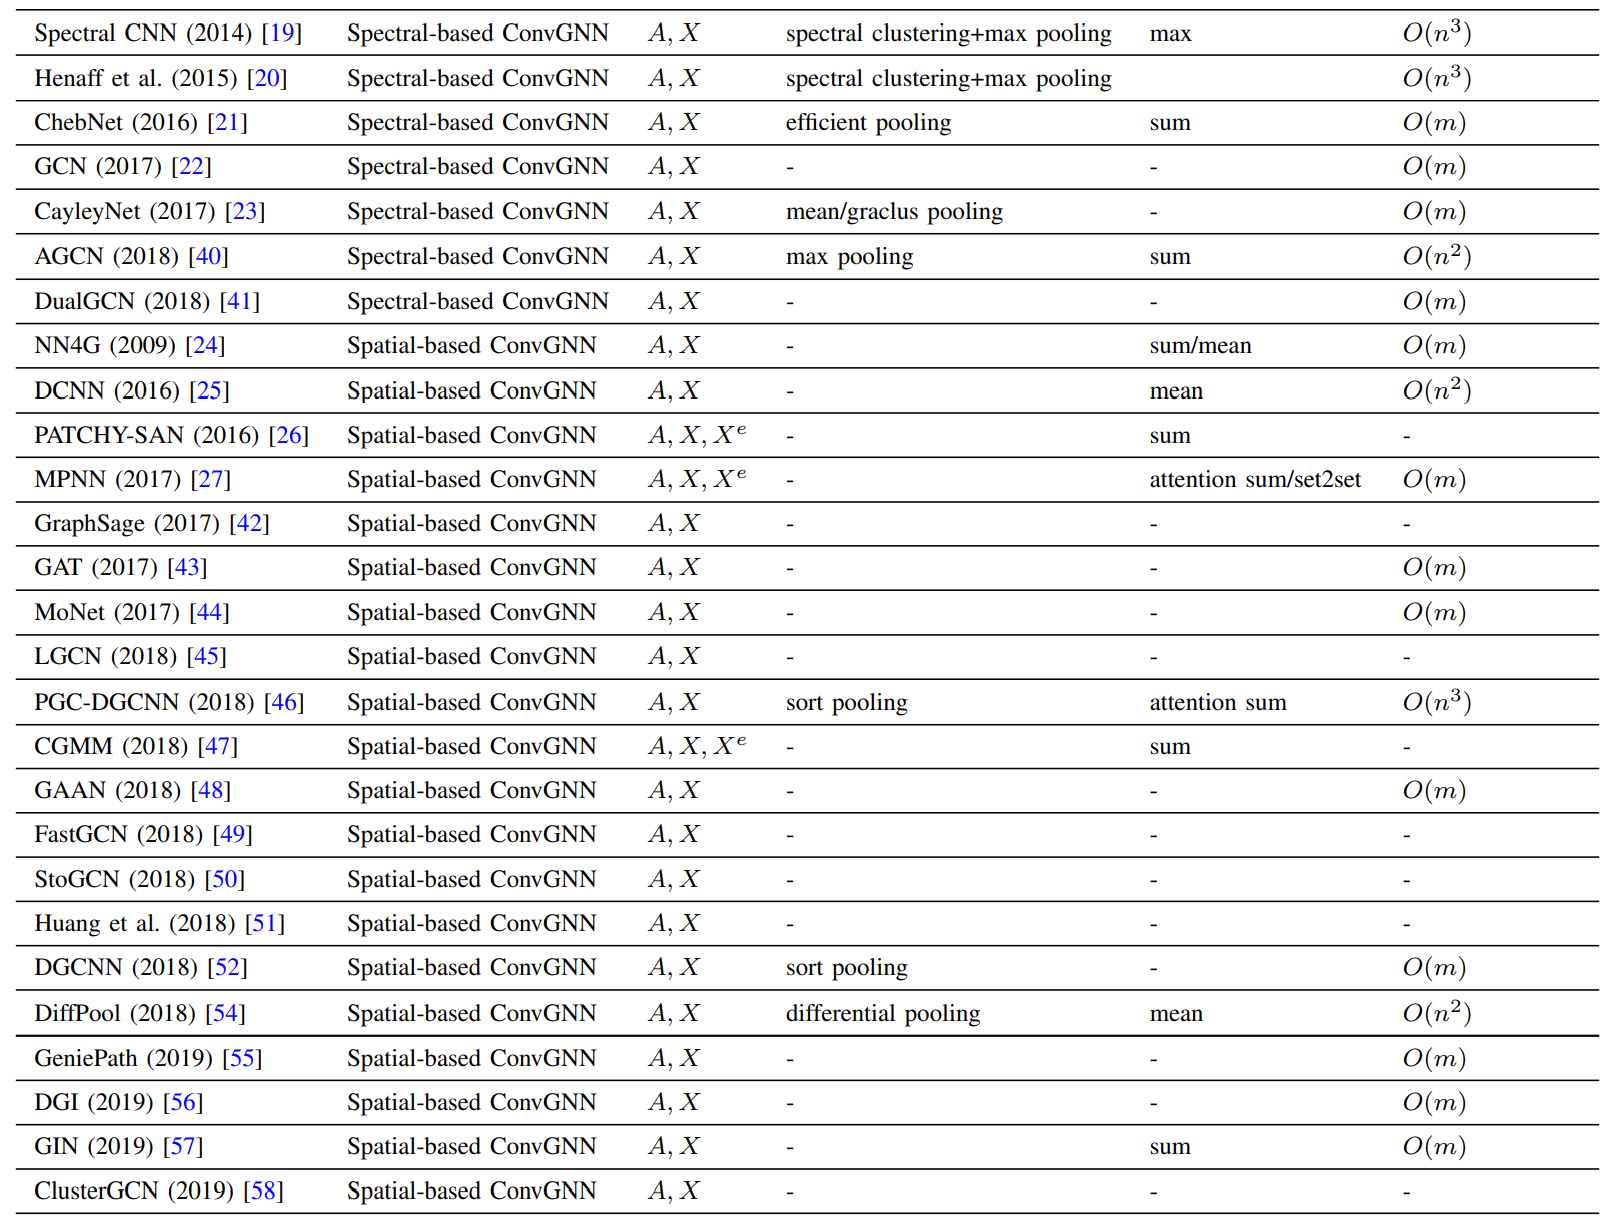 Spectral CNN (2014) [19] Spectral-based ConvGNN A, X spectral clustering+max pooling max O(n³)
Henaff et al. (2015) [20] Spectral-based ConvGNN A, X spectral clustering+max pooling O(n³)
ChebNet (2016) [21] Spectral-based ConvGNN A, X efficient pooling sum O(m)
GCN (2017) [22] Spectral-based ConvGNN A, X - - O(m)
CayleyNet (2017) [23] Spectral-based ConvGNN A, X mean/graclus pooling - O(m)
AGCN (2018) [40] Spectral-based ConvGNN A, X max pooling sum O(n²)
DualGCN (2018) [41] Spectral-based ConvGNN A, X - - O(m)
NN4G (2009) [24] Spatial-based ConvGNN A, X - sum/mean O(m)
DCNN (2016) [25] Spatial-based ConvGNN A, X - mean O(n²)
PATCHY-SAN (2016) [26] Spatial-based ConvGNN A, X, Xᵉ - sum -
MPNN (2017) [27] Spatial-based ConvGNN A, X, Xᵉ - attention sum/set2set O(m)
GraphSage (2017) [42] Spatial-based ConvGNN A, X - - -
GAT (2017) [43] Spatial-based ConvGNN A, X - - O(m)
MoNet (2017) [44] Spatial-based ConvGNN A, X - - O(m)
LGCN (2018) [45] Spatial-based ConvGNN A, X - - -
PGC-DGCNN (2018) [46] Spatial-based ConvGNN A, X sort pooling attention sum O(n³)
CGMM (2018) [47] Spatial-based ConvGNN A, X, Xᵉ - sum -
GAAN (2018) [48] Spatial-based ConvGNN A, X - - O(m)
FastGCN (2018) [49] Spatial-based ConvGNN A, X - - -
StoGCN (2018) [50] Spatial-based ConvGNN A, X - - -
Huang et al. (2018) [51] Spatial-based ConvGNN A, X - - -
DGCNN (2018) [52] Spatial-based ConvGNN A, X sort pooling - O(m)
DiffPool (2018) [54] Spatial-based ConvGNN A, X differential pooling mean O(n²)
GeniePath (2019) [55] Spatial-based ConvGNN A, X - - O(m)
DGI (2019) [56] Spatial-based ConvGNN A, X - - O(m)
GIN (2019) [57] Spatial-based ConvGNN A, X - sum O(m)
ClusterGCN (2019) [58] Spatial-based ConvGNN A, X - - -